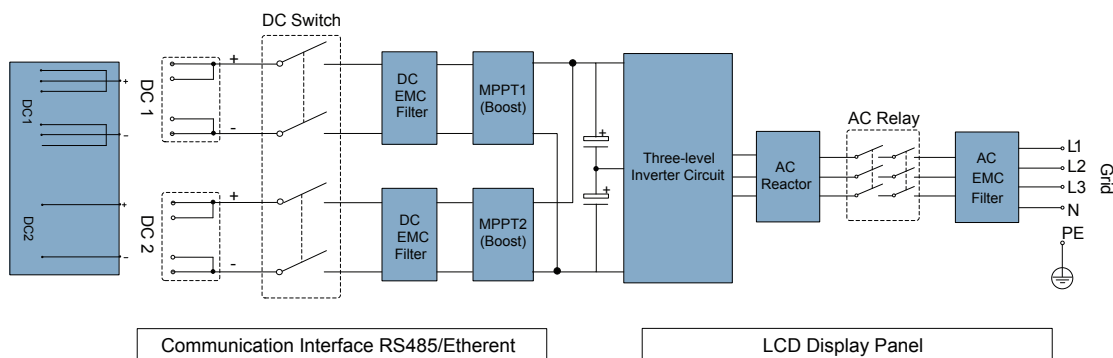 DC Switch
DC1
DC2
+
-
+
-
DC 1
DC 2
+
-
+
-
DC
EMC
Filter
DC
EMC
Filter
MPPT1
(Boost)
MPPT2
(Boost)
+
+
Three-level
Inverter Circuit
AC
Reactor
AC Relay
AC
EMC
Filter
L1
L2
L3
N
PE
Grid
Communication Interface RS485/Etherent
LCD Display Panel